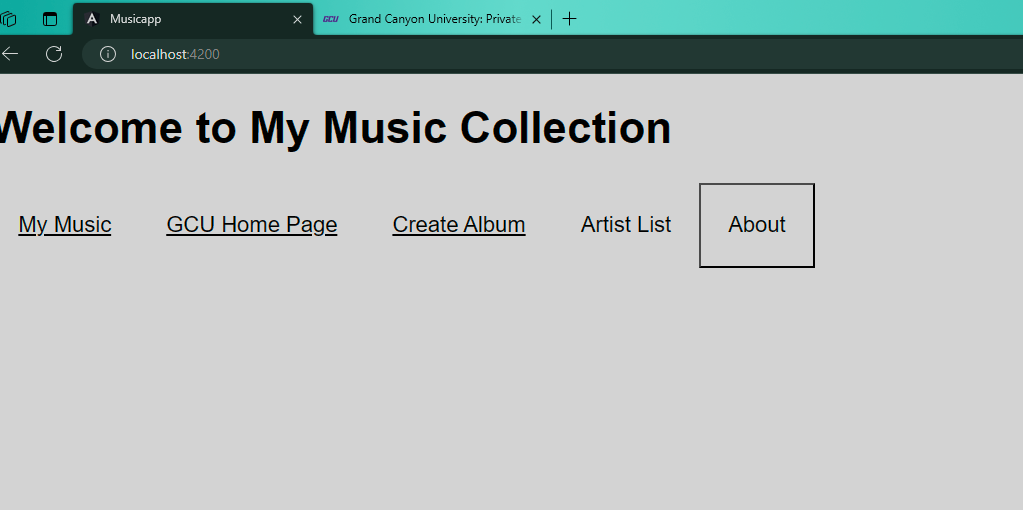 Musicapp
GCU Grand Canyon University: Private
localhost:4200
Welcome to My Music Collection
My Music GCU Home Page Create Album Artist List About